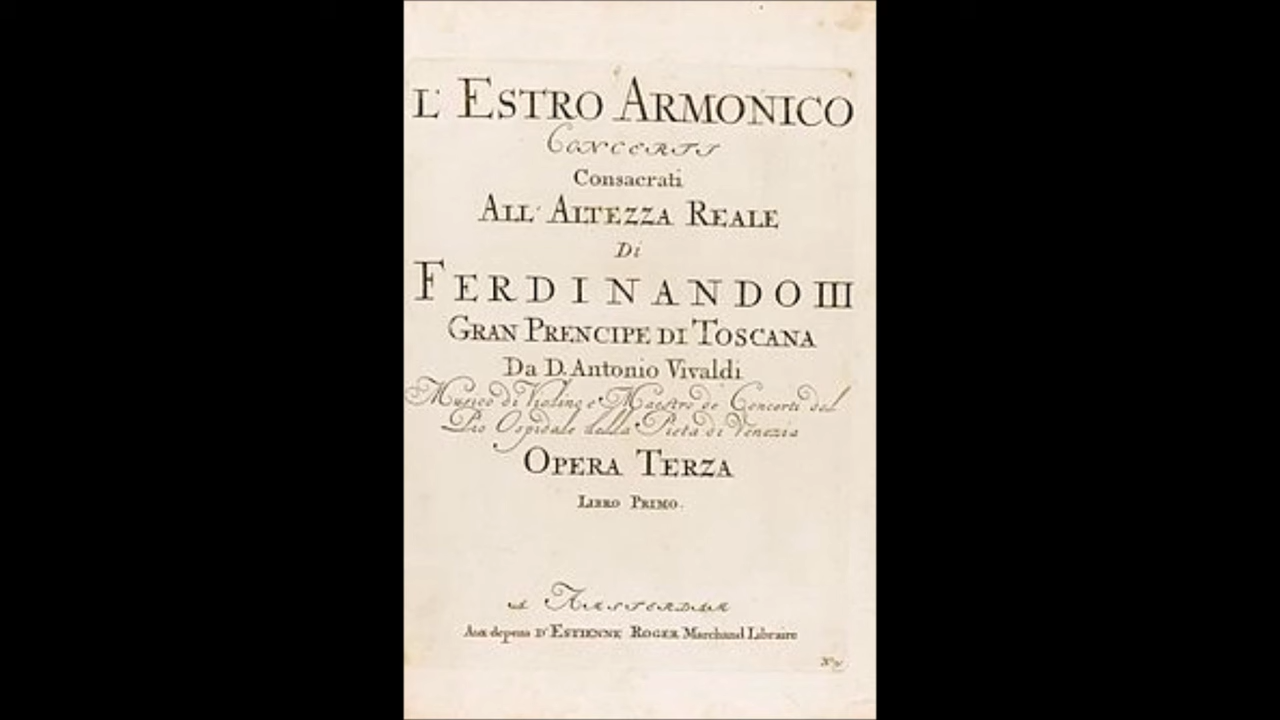 L' ESTRO ARMONICO
CONCERTI
Consacrati
ALL' ALTEZZA REALE
Di
FERDINANDO III
GRAN PRENCIPE DI TOSCANA
Da D. Antonio Vivaldi
Musico di Violino e Maestro de Concerti del
Pio Ospidale della Pieta di Venezia
OPERA TERZA
LIBRO PRIMO.
A AMSTERDAM
Aux depens D'ESTIENNE ROGER Marchand Libraire